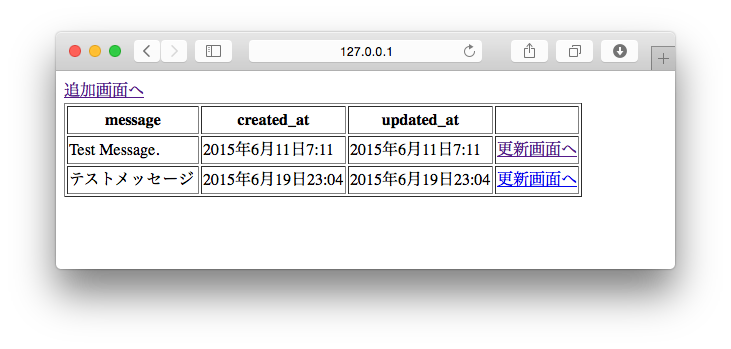 127.0.0.1
追加画面へ
message created_at updated_at
Test Message. 2015年6月11日7:11 2015年6月11日7:11 更新画面へ
テストメッセージ 2015年6月19日23:04 2015年6月19日23:04 更新画面へ